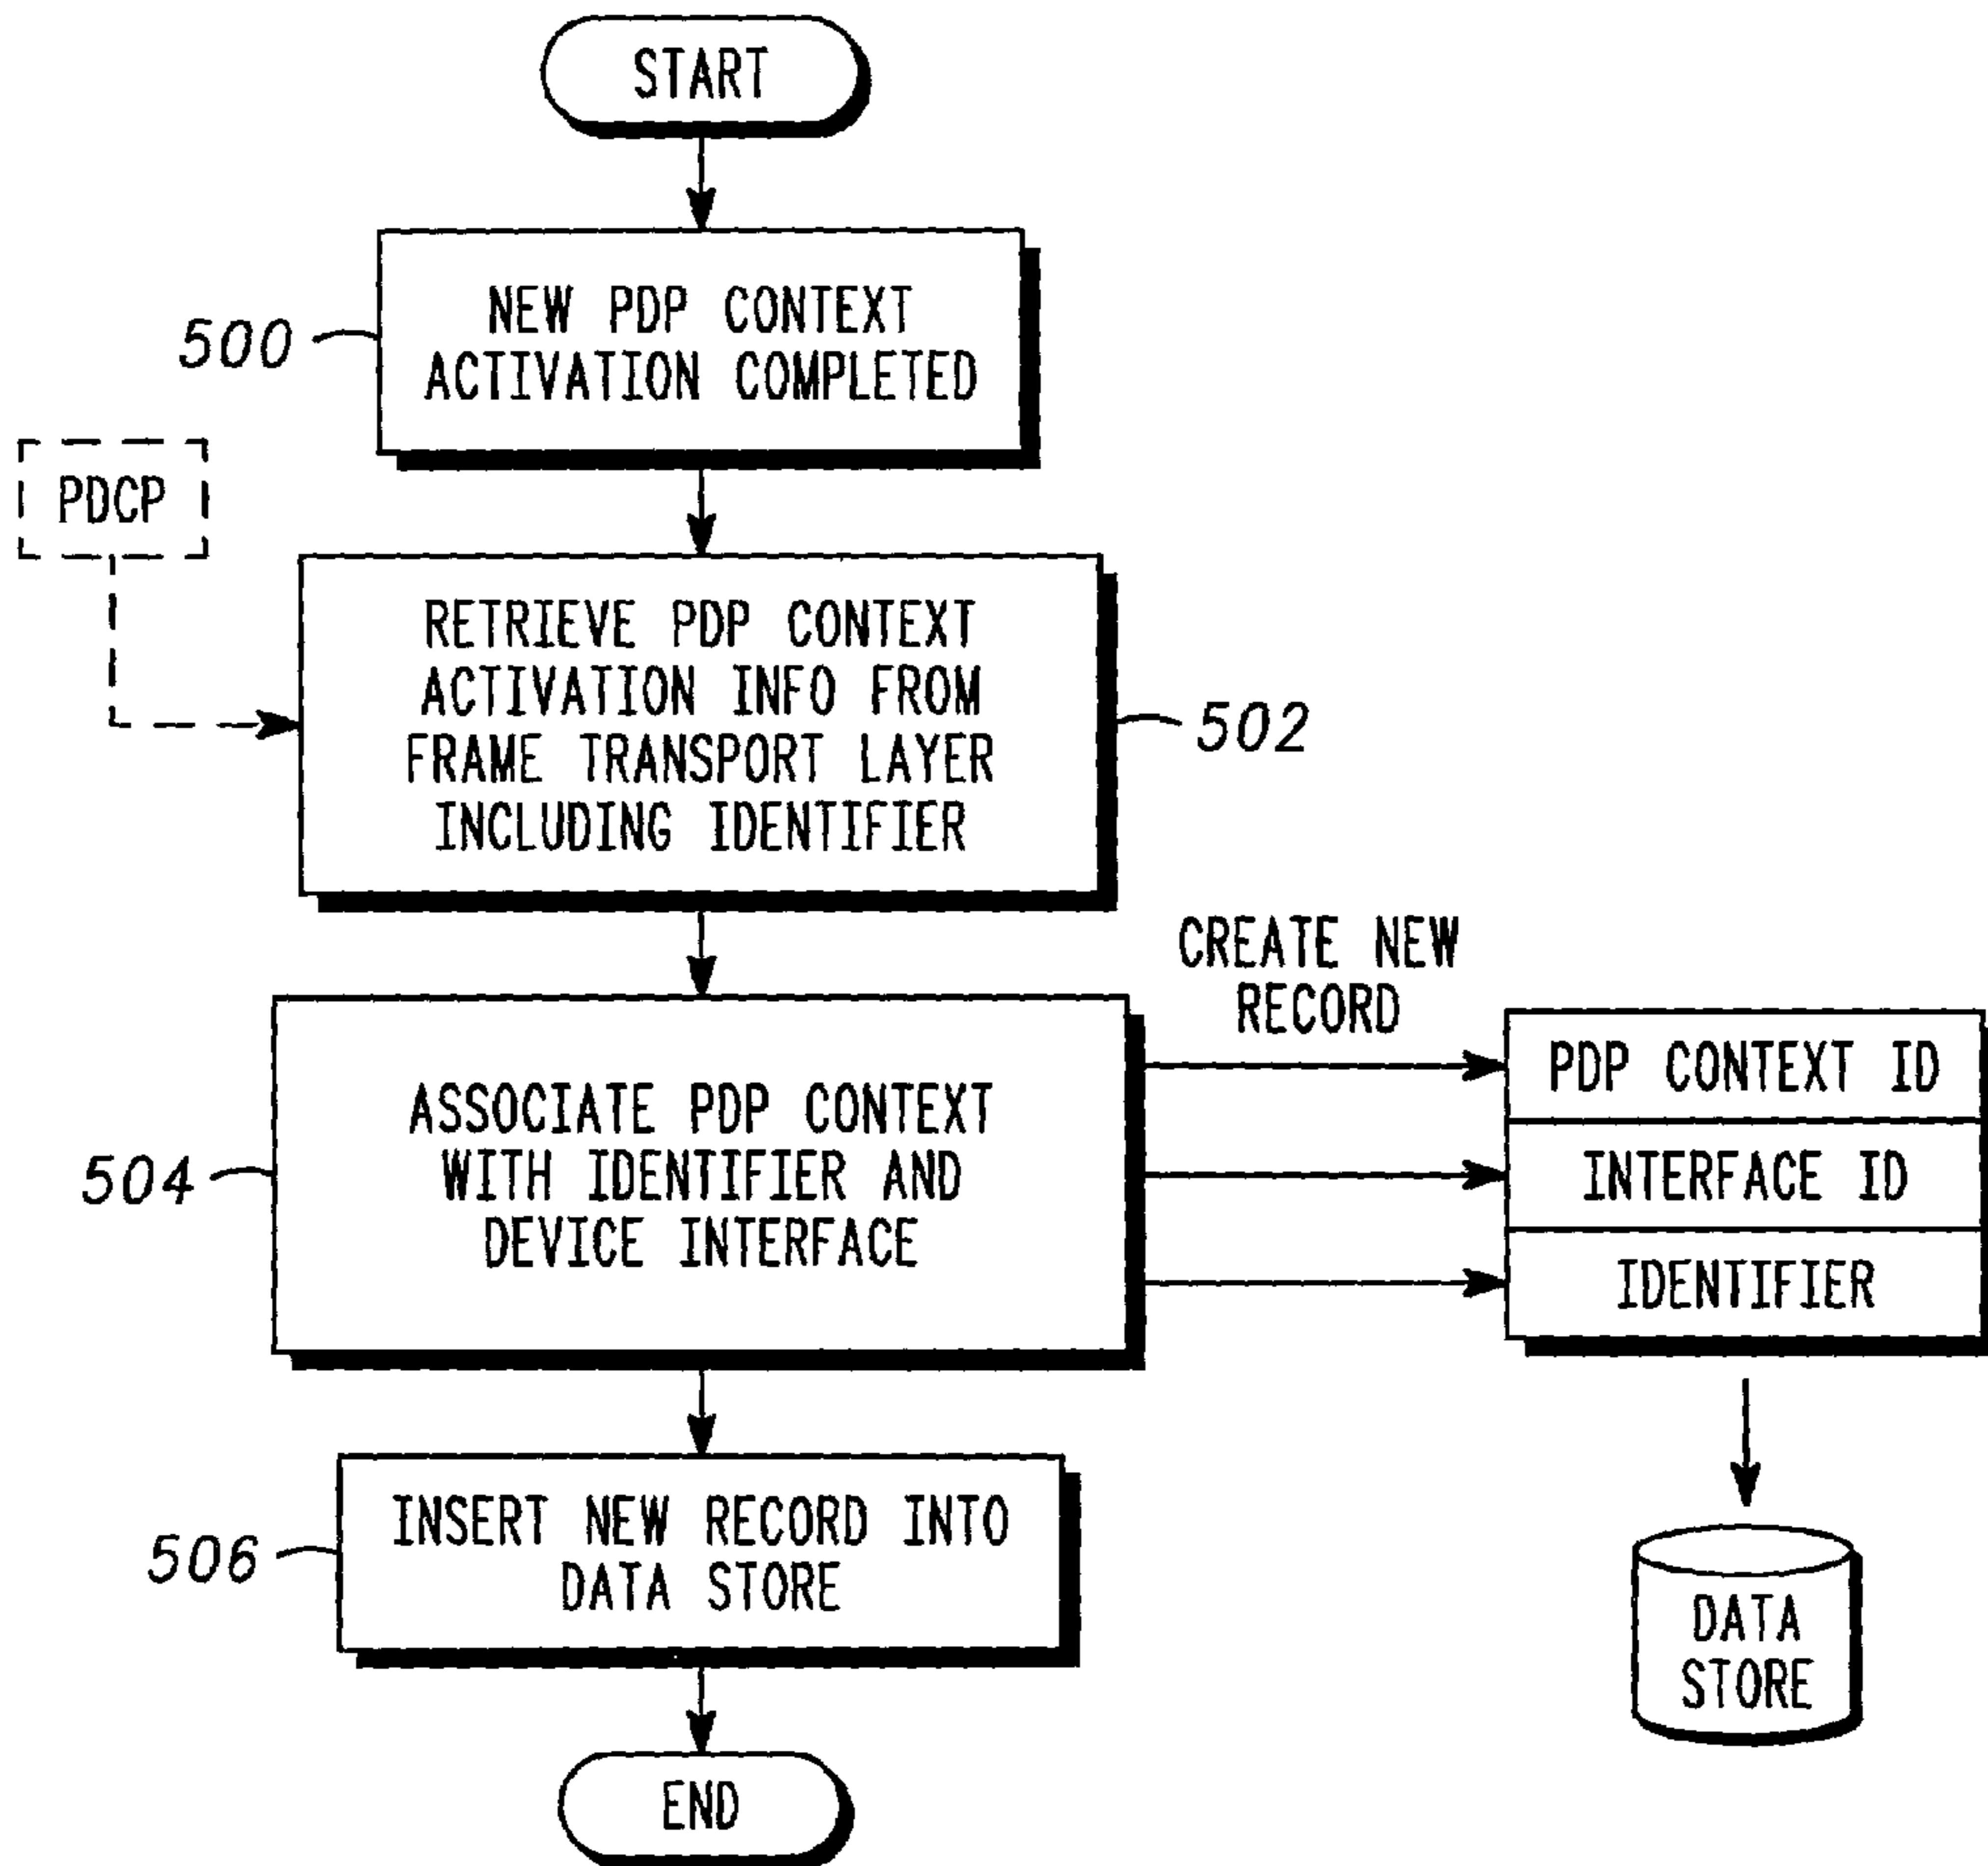 START
NEW PDP CONTEXT
ACTIVATION COMPLETED
500
PDCP
RETRIEVE PDP CONTEXT
ACTIVATION INFO FROM
FRAME TRANSPORT LAYER
INCLUDING IDENTIFIER
502
CREATE NEW
RECORD
ASSOCIATE PDP CONTEXT
WITH IDENTIFIER AND
DEVICE INTERFACE
504
PDP CONTEXT ID
INTERFACE ID
IDENTIFIER
INSERT NEW RECORD INTO
DATA STORE
506
DATA
STORE
END